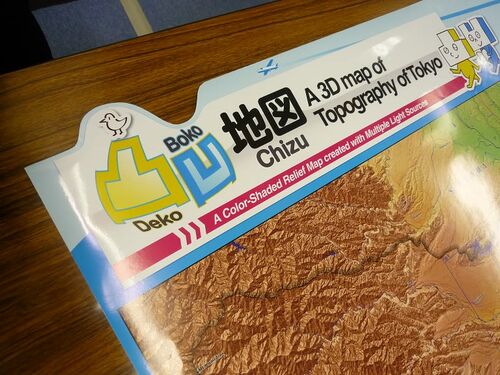 Boko
凸凹地図
Deko
Chizu
A 3D map of
Topography of Tokyo
A Color-Shaded Relief Map created with Multiple Light Sources